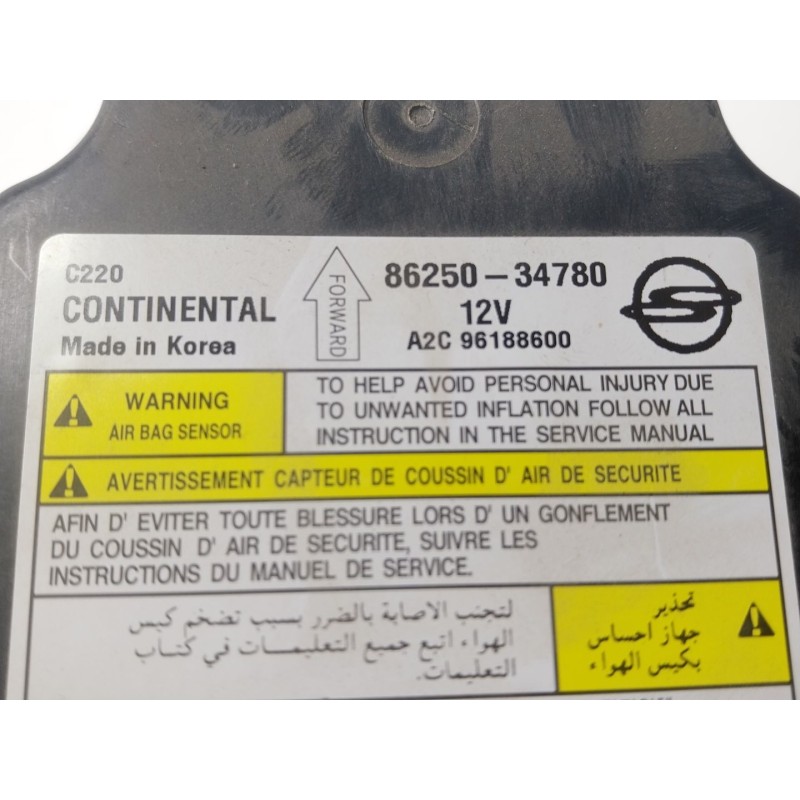 C220
CONTINENTAL
Made in Korea
FORWARD
86250-34780
12V
A2C 96188600
WARNING
AIR BAG SENSOR
TO HELP AVOID PERSONAL INJURY DUE
TO UNWANTED INFLATION FOLLOW ALL
INSTRUCTION IN THE SERVICE MANUAL
AVERTISSEMENT CAPTEUR DE COUSSIN D' AIR DE SECURITE
AFIN D' EVITER TOUTE BLESSURE LORS D' UN GONFLEMENT
DU COUSSIN D' AIR DE SECURITE, SUIVRE LES
INSTRUCTIONS DU MANUEL DE SERVICE.
تحذير
جهاز احساس
بكيس الهواء
لتجنب الاصابة بالضرر بسبب تضخم كيس
الهواء اتبع جميع التعليمات في كتاب
التعليمات.